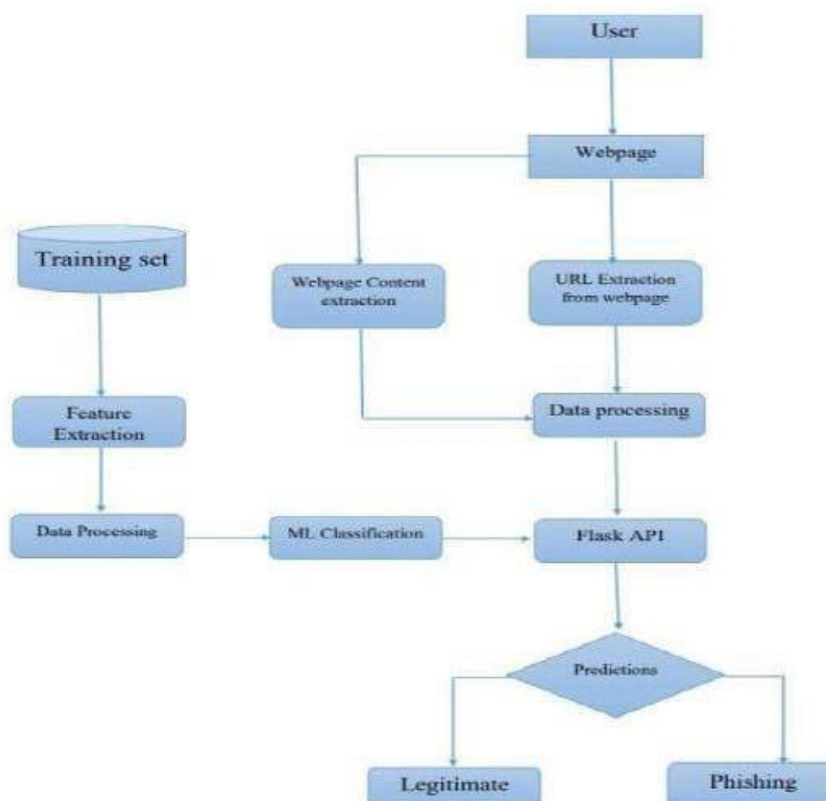 User
Webpage
Training set
Webpage Content
extraction
URL Extraction
from webpage
Feature
Extraction
Data processing
Data Processing
ML Classification
Flask API
Predictions
Legitimate
Phishing